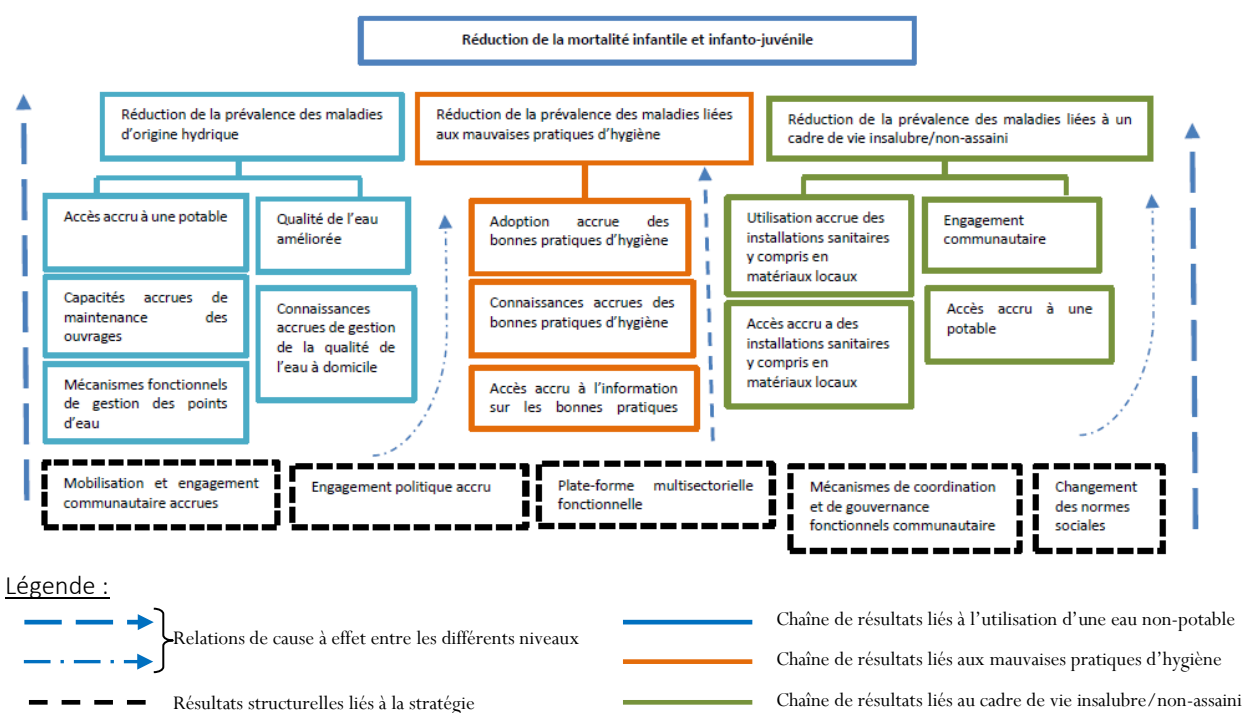 Réduction de la mortalité infantile et infanto-juvénile
Réduction de la prévalence des maladies
d'origine hydrique
Réduction de la prévalence des maladies liées
aux mauvaises pratiques d'hygiène
Réduction de la prévalence des maladies liées à un
cadre de vie insalubre/non-assaini
Accès accru à une potable
Qualité de l'eau
améliorée
Adoption accrue des
bonnes pratiques d'hygiène
Utilisation accrue des
installations sanitaires
y compris en
matériaux locaux
Engagement
communautaire
Capacités accrues de
maintenance des
ouvrages
Connaissances
accrues de gestion
de la qualité de
l'eau à domicile
Connaissances accrues des
bonnes pratiques d'hygiène
Accès accru a des
installations sanitaires
y compris en
matériaux locaux
Accès accru à une
potable
Mécanismes fonctionnels
de gestion des points
d'eau
Accès accru à l'information
sur les bonnes pratiques
Mobilisation et engagement
communautaire accrues
Engagement politique accru
Plate-forme multisectorielle
fonctionnelle
Mécanismes de coordination
et de gouvernance
fonctionnels communautaire
Changement
des normes
sociales
Légende :
Relations de cause à effet entre les différents niveaux
Résultats structurelles liés à la stratégie
Chaîne de résultats liés à l'utilisation d'une eau non-potable
Chaîne de résultats liés aux mauvaises pratiques d'hygiène
Chaîne de résultats liés au cadre de vie insalubre/non-assaini